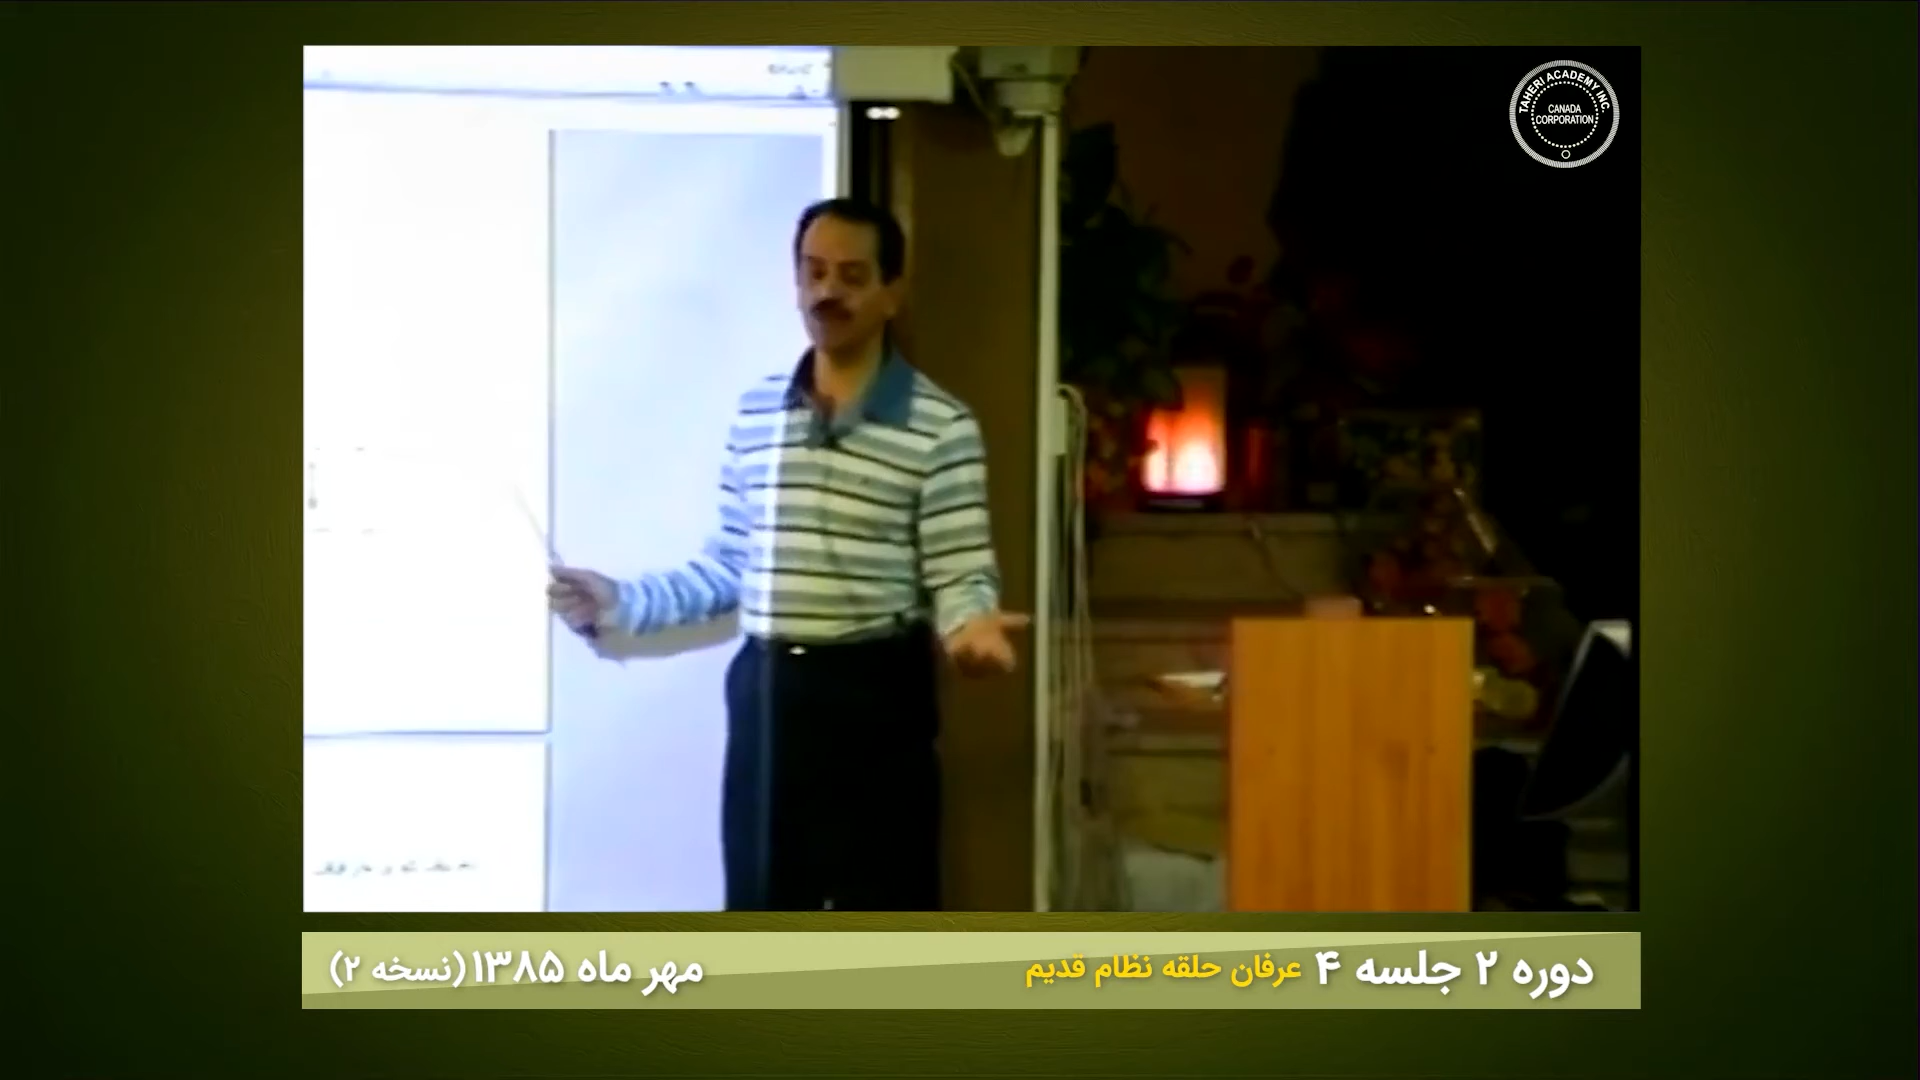 TAHERI ACADEMY INC.
CANADA
CORPORATION
دوره ۲ جلسه ۴ عرفان حلقه نظام قدیم
مهر ماه ۱۳۸۵ (نسخه ۲)